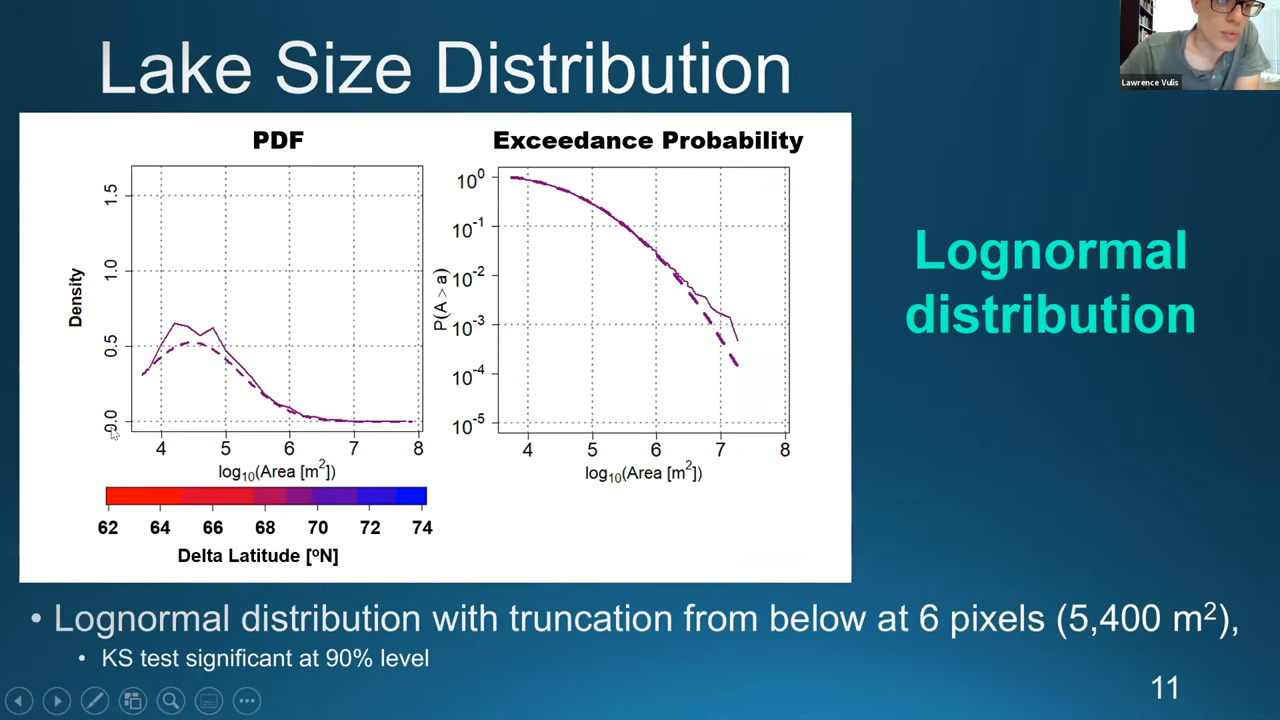 Lake Size Distribution
Lawrence Vulis
PDF
Exceedance Probability
Density
1.5
1.0
0.5
-9.0
4 5 6 7 8
log10(Area [m2])
P(A > a)
10^0
10^-1
10^-2
10^-3
10^-4
10^-5
4 5 6 7 8
log10(Area [m2])
62 64 66 68 70 72 74
Delta Latitude [oN]
Lognormal
distribution
• Lognormal distribution with truncation from below at 6 pixels (5,400 m2),
• KS test significant at 90% level
11